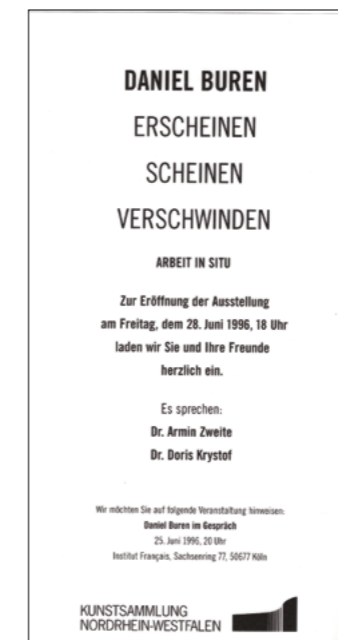 DANIEL BUREN
ERSCHEINEN
SCHEINEN
VERSCHWINDEN
ARBEIT IN SITU
Zur Eröffnung der Ausstellung
am Freitag, dem 28. Juni 1996, 18 Uhr
laden wir Sie und Ihre Freunde
herzlich ein.
Es sprechen:
Dr. Armin Zweite
Dr. Doris Krystof
Wir möchten Sie auf folgende Veranstaltung hinweisen:
Daniel Buren im Gespräch
25. Juni 1996, 20 Uhr
Institut Français, Sachsenring 77, 50677 Köln
KUNSTSAMMLUNG
NORDRHEIN-WESTFALEN